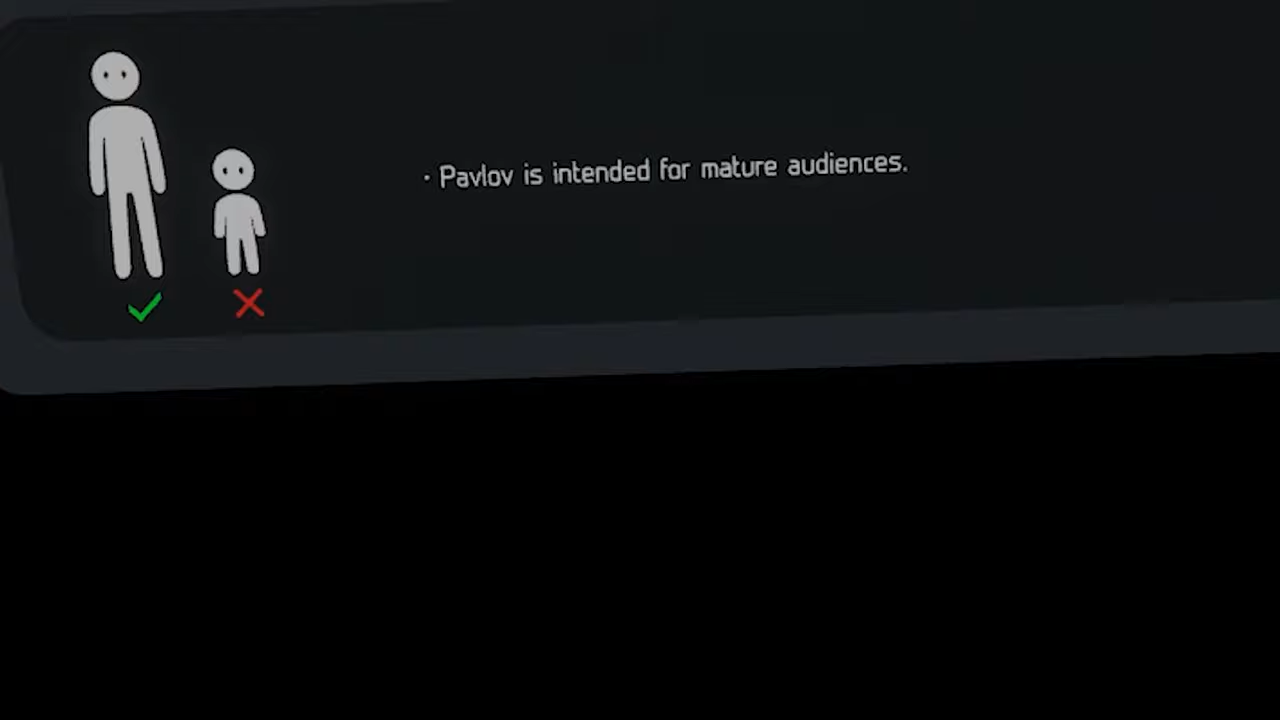 · Pavlov is intended for mature audiences.